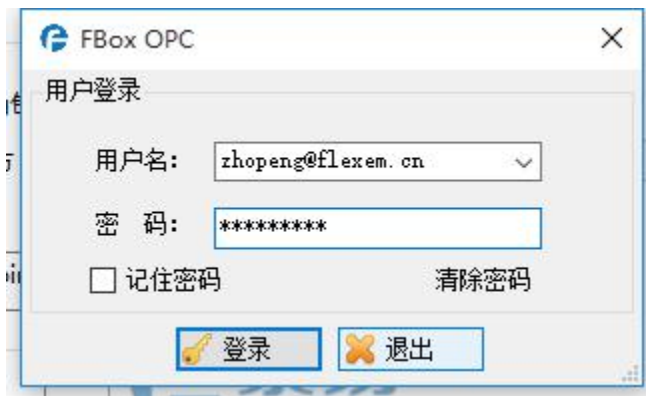 FBox OPC
用户登录
用户名: zhopeng@flexem.cn
密 码: *********
记住密码 清除密码
登录 退出